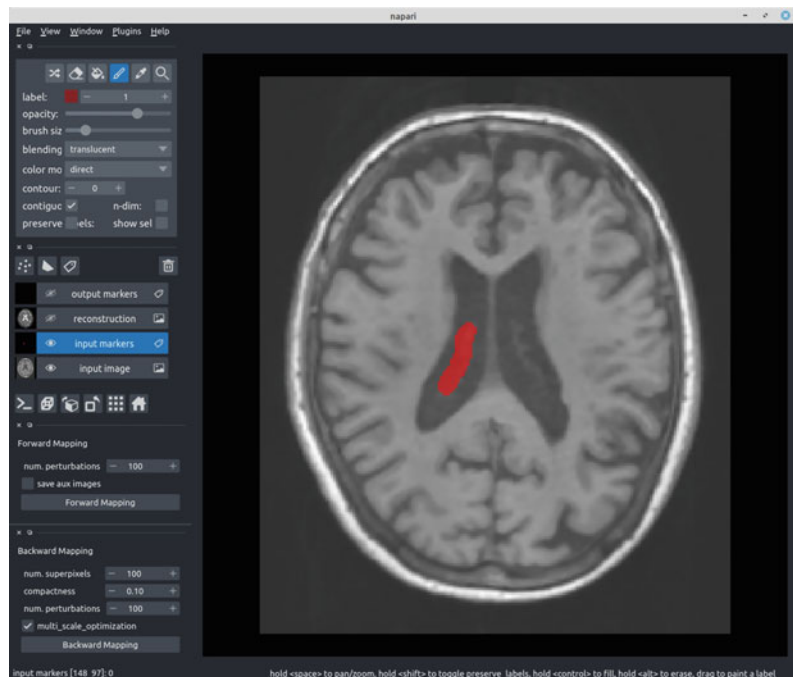 napari
File View Window Plugins Help
label: 1
opacity:
brush siz
blending translucent
color mo direct
contour: 0
contiguc n-dim:
preserve els: show sel
output markers
reconstruction
input markers
input image
Forward Mapping
num. perturbations 100
save aux images
Forward Mapping
Backward Mapping
num. superpixels 100
compactness 0.10
num. perturbations 100
multi_scale_optimization
Backward Mapping
input markers [148 97]: 0 hold <space> to pan/zoom, hold <shift> to toggle preserve_labels, hold <control> to fill, hold <alt> to erase, drag to paint a label